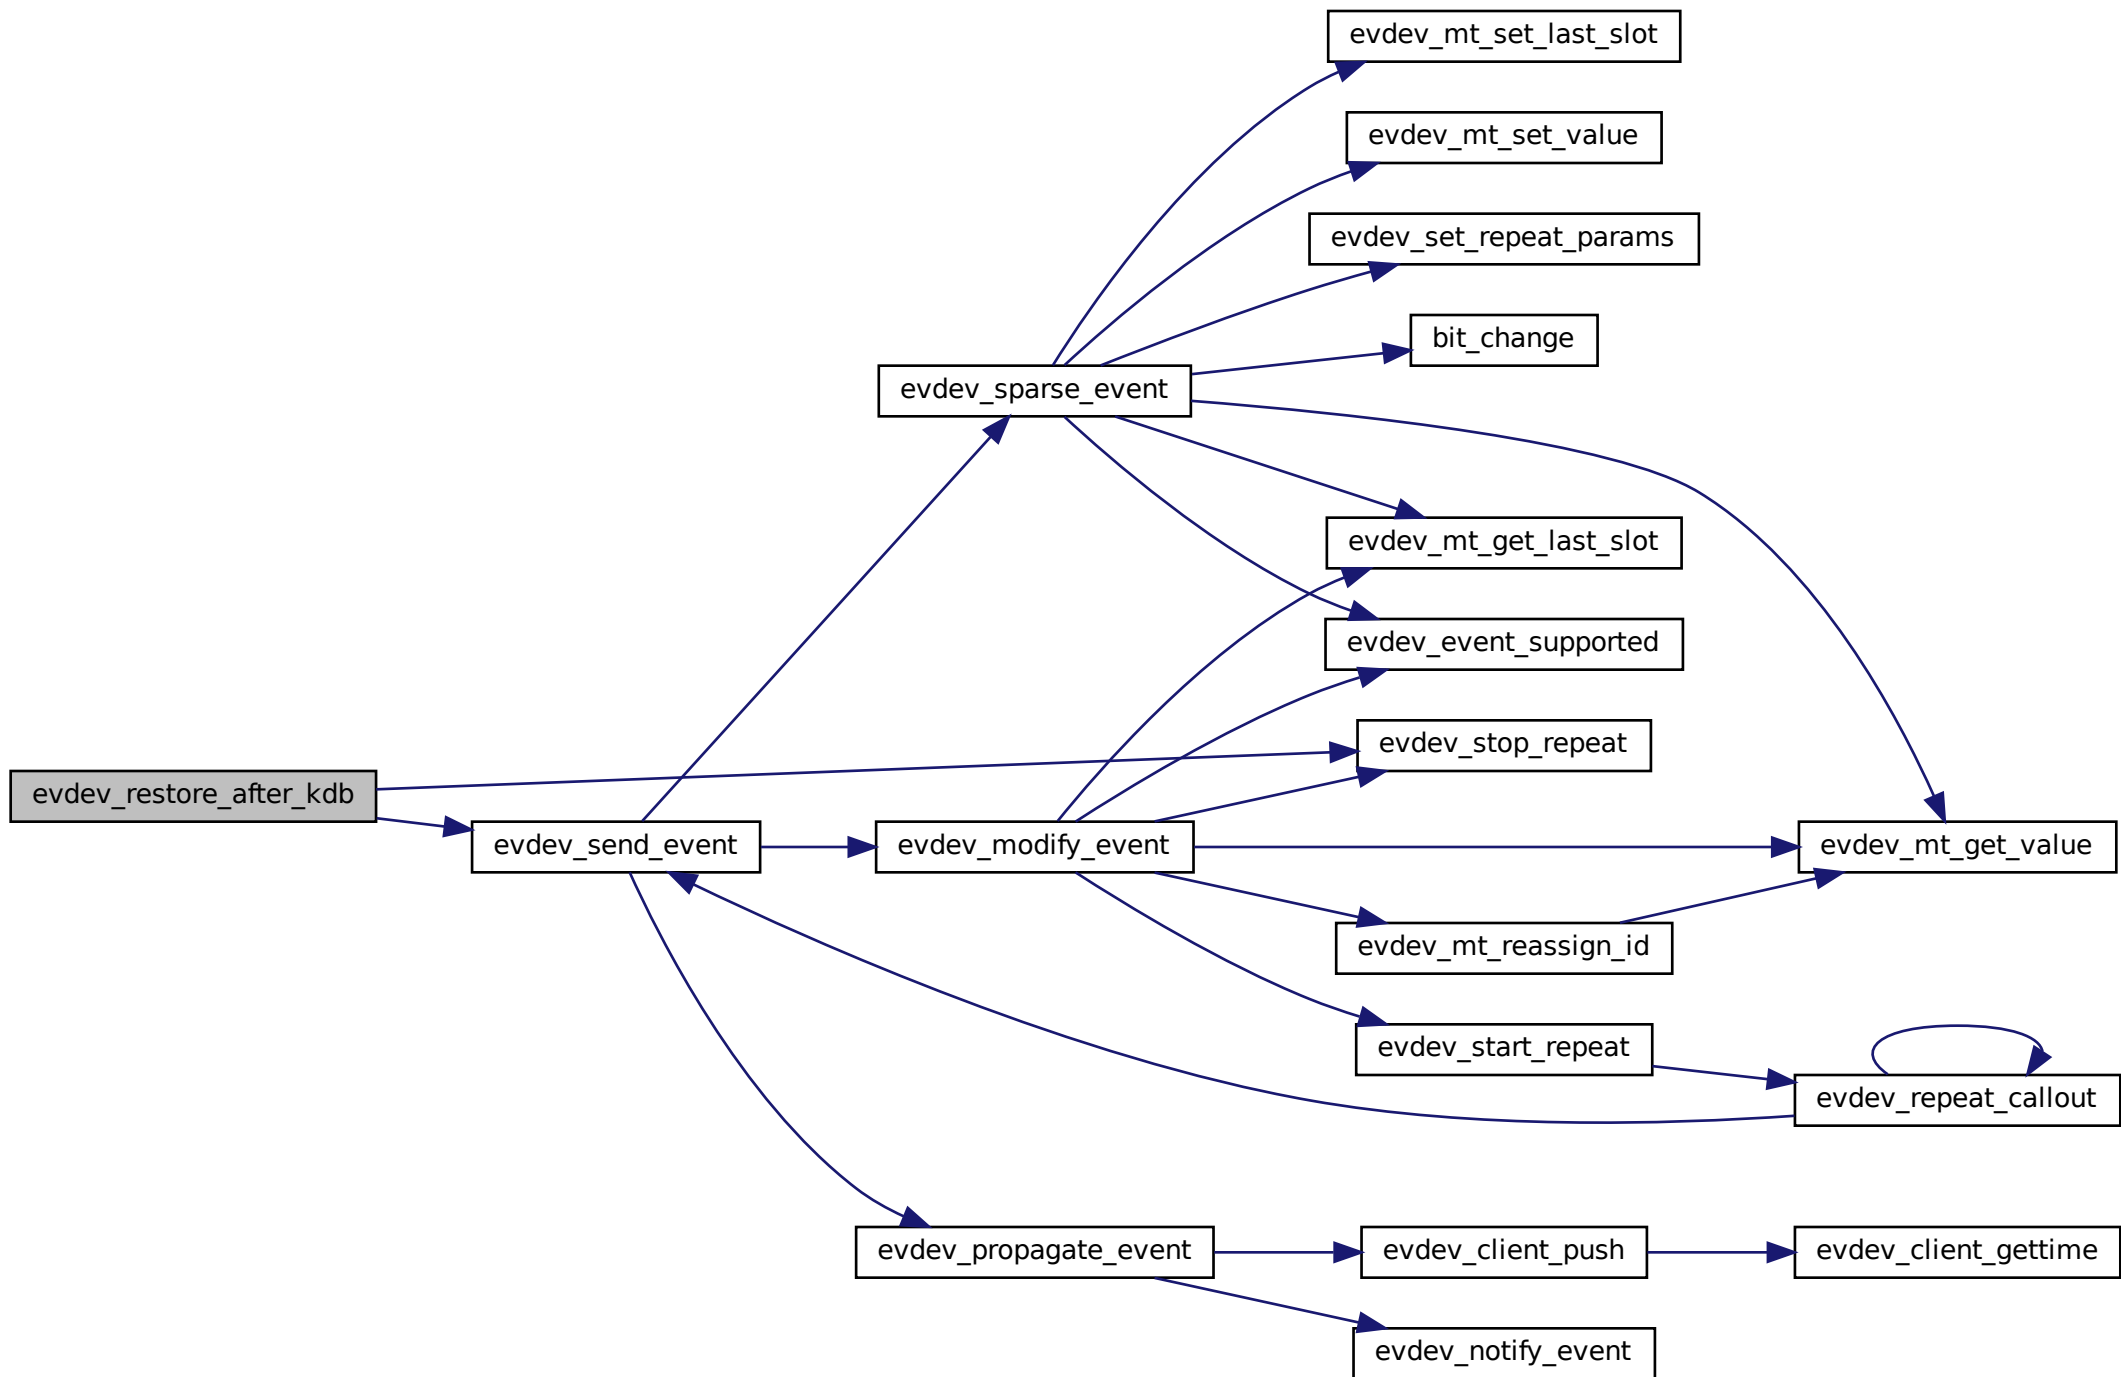 evdev_mt_set_last_slot
evdev_mt_set_value
evdev_set_repeat_params
bit_change
evdev_sparse_event
evdev_mt_get_last_slot
evdev_event_supported
evdev_stop_repeat
evdev_restore_after_kdb
evdev_send_event
evdev_modify_event
evdev_mt_get_value
evdev_mt_reassign_id
evdev_start_repeat
evdev_repeat_callout
evdev_propagate_event
evdev_client_push
evdev_client_gettime
evdev_notify_event